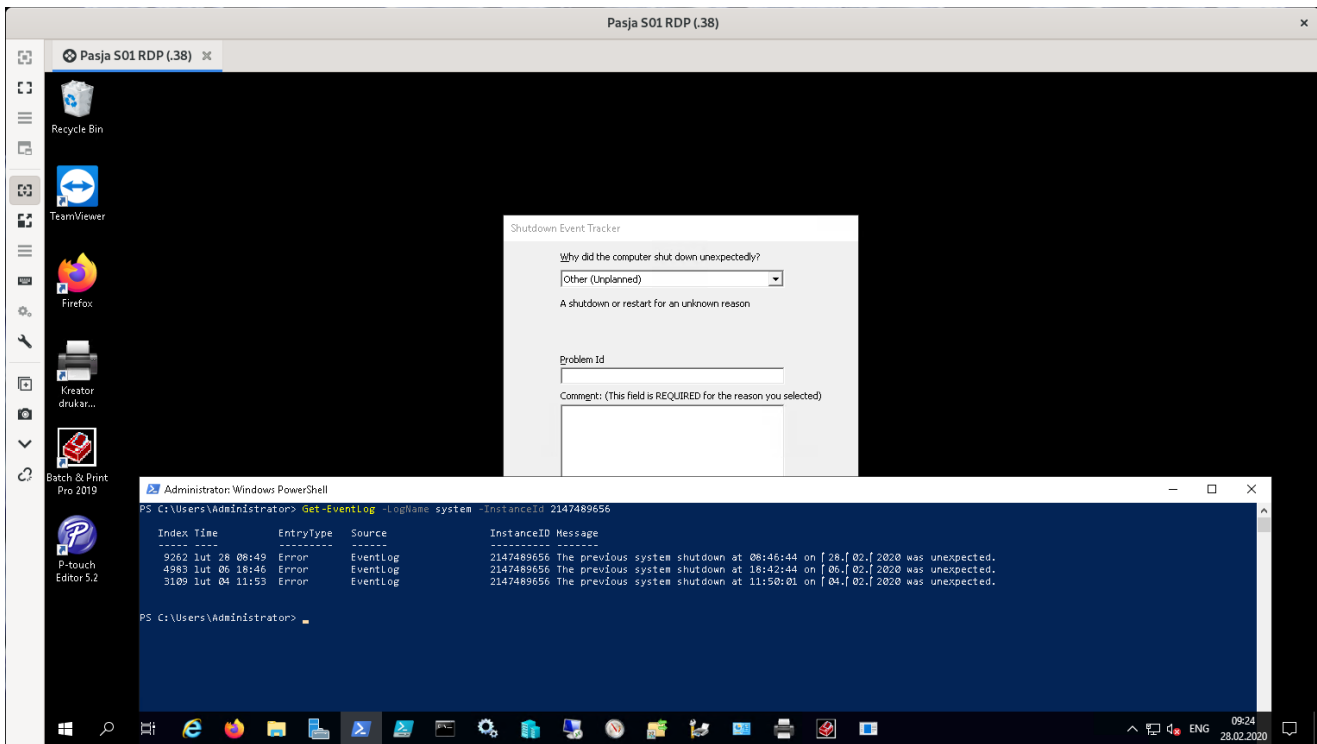 Pasja S01 RDP (.38)
Pasja S01 RDP (.38)
Recycle Bin
TeamViewer
Firefox
Kreator
drukar...
Batch & Print
Pro 2019
P-touch
Editor 5.2
Shutdown Event Tracker
Why did the computer shut down unexpectedly?
Other (Unplanned)
A shutdown or restart for an unknown reason
Problem Id
Comment: (This field is REQUIRED for the reason you selected)
Administrator: Windows PowerShell
PS C:\Users\Administrator> Get-EventLog -LogName system -InstanceId 2147489656
Index Time EntryType Source InstanceID Message
----- ---- --------- ------ ---------- -------
9262 lut 28 08:49 Error EventLog 2147489656 The previous system shutdown at 08:46:44 on ⌈28.⌈02.⌈2020 was unexpected.
4983 lut 06 18:46 Error EventLog 2147489656 The previous system shutdown at 18:42:44 on ⌈06.⌈02.⌈2020 was unexpected.
3109 lut 04 11:53 Error EventLog 2147489656 The previous system shutdown at 11:50:01 on ⌈04.⌈02.⌈2020 was unexpected.
PS C:\Users\Administrator>
ENG
09:24
28.02.2020